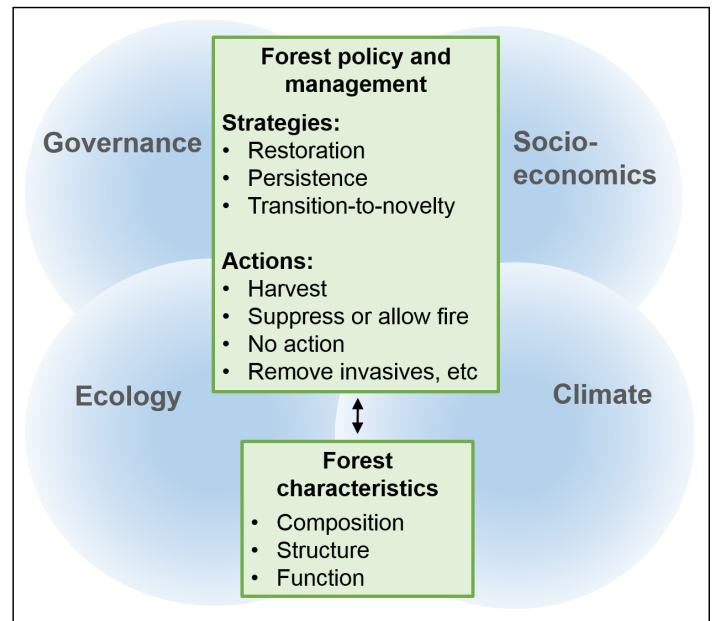 Forest policy and
management
Governance
Socio-
economics
Strategies:
• Restoration
• Persistence
• Transition-to-novelty
Actions:
• Harvest
• Suppress or allow fire
• No action
• Remove invasives, etc
Ecology
Climate
Forest
characteristics
• Composition
• Structure
• Function